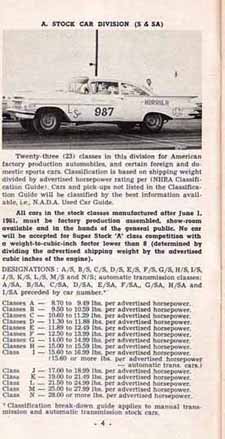 A. STOCK CAR DIVISION (S & SA)
987
Twenty-three (23) classes in this division for American
factory production automobiles, and certain foreign and do-
mestic sports cars. Classification is based on shipping weight
divided by advertised horsepower rating per (NHRA Classifi-
cation Guide). Cars and pick-ups not listed in the Classifica-
tion Guide will be classified by the best information avail-
able, i.e., N.A.D.A. Used Car Guide.
All cars in the stock classes manufactured after June 1,
1961, must be factory production assembled, show-room
available and in the hands of the general public. No car
will be accepted for Super Stock 'A' class competition with
a weight-to-cubic-inch factor lower than 8 (determined by
dividing the advertised shipping weight by the advertised
cubic inches of the engine).
DESIGNATIONS: A/S, B/S, C/S, D/S, E/S, F/S, G/S, H/S, I/S,
J/S, K/S, L/S, M/S and N/S; automatic transmission classes:
A/SA, B/SA, C/SA, D/SA, E/SA, F/SA, G/SA, H/SA and
I/SA preceded by car number.*
Classes A — 8.70 to 9.49 lbs. per advertised horsepower.
Classes B — 9.50 to 10.59 lbs. per advertised horsepower.
Classes C — 10.60 to 11.29 lbs. per advertised horsepower.
Classes D — 11.30 to 11.88 lbs. per advertised horsepower.
Classes E — 11.89 to 12.49 lbs. per advertised horsepower.
Classes F — 12.50 to 13.99 lbs. per advertised horsepower.
Classes G — 14.00 to 14.99 lbs. per advertised horsepower.
Classes H — 15.00 to 15.59 lbs. per advertised horsepower.
Class I — 15.60 to 16.99 lbs. per advertised horsepower.
(15.60 or more lbs. per advertised horsepower
— automatic trans. cars.)
Class J — 17.00 to 18.99 lbs. per advertised horsepower.
Class K — 19.00 to 21.49 lbs. per advertised horsepower.
Class L — 21.50 to 24.99 lbs. per advertised horsepower.
Class M — 25.00 to 27.99 lbs. per advertised horsepower.
Class N — 28.00 or more lbs. per advertised horsepower.
* Classification break-down guide applies to manual trans-
mission and automatic transmission stock cars.
- 4 -